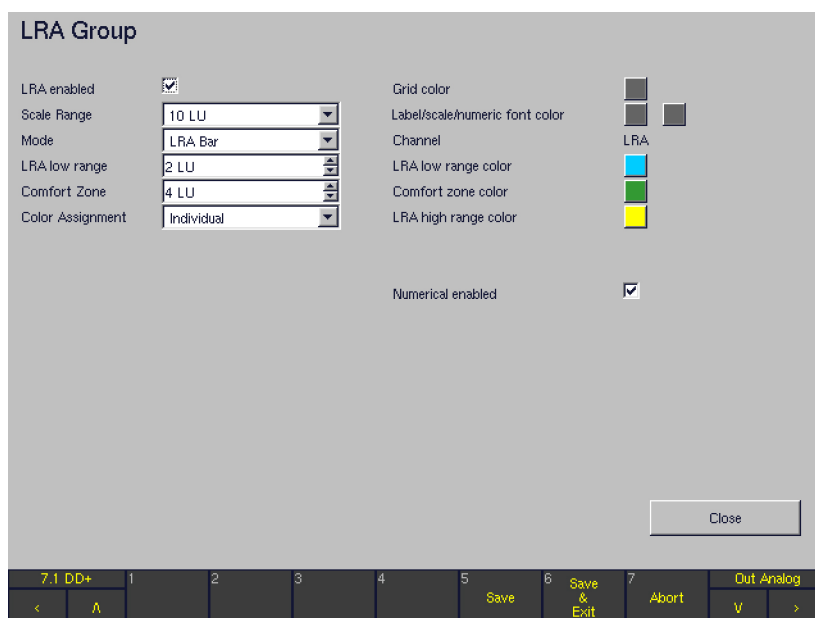 LRA Group
LRA enabled
Scale Range 10 LU
Mode LRA Bar
LRA low range 2 LU
Comfort Zone 4 LU
Color Assignment Individual
Grid color
Label/scale/numeric font color
Channel LRA
LRA low range color
Comfort zone color
LRA high range color
Numerical enabled
Close
7.1 DD+ 1 2 3 4 5 Save 6 Save & Exit 7 Abort Out Analog
< Λ V >